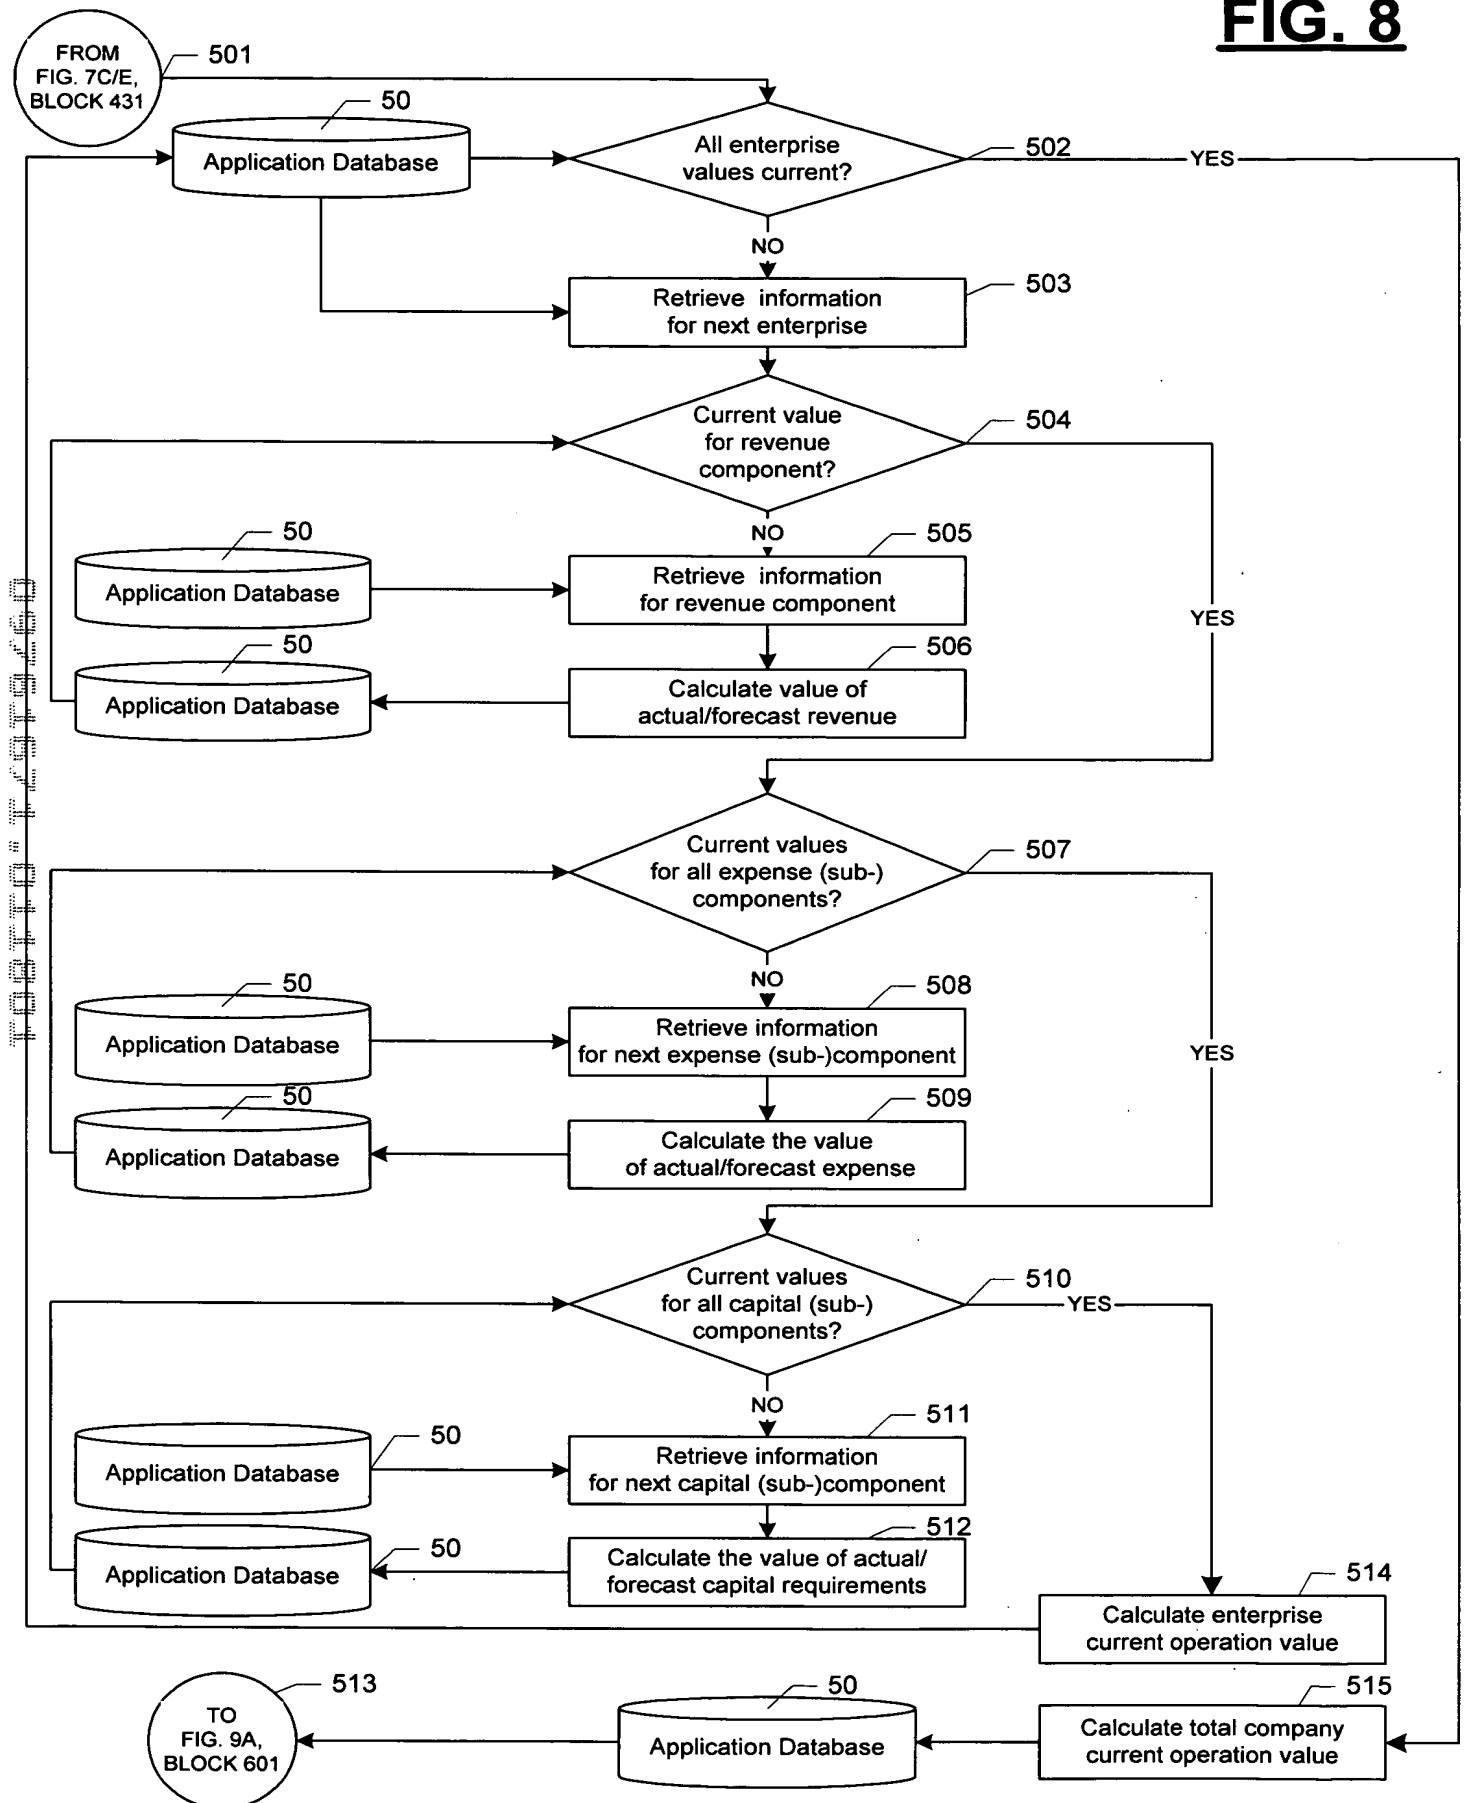 FIG. 8
FROM
FIG. 7C/E,
BLOCK 431
501
50
Application Database
All enterprise
values current?
502
YES
NO
Retrieve information
for next enterprise
503
Current value
for revenue
component?
504
NO
50
Application Database
Retrieve information
for revenue component
505
YES
50
Application Database
Calculate value of
actual/forecast revenue
506
Current values
for all expense (sub-)
components?
507
NO
50
Application Database
Retrieve information
for next expense (sub-)component
508
YES
50
Application Database
Calculate the value
of actual/forecast expense
509
Current values
for all capital (sub-)
components?
510
YES
NO
50
Application Database
Retrieve information
for next capital (sub-)component
511
50
Application Database
Calculate the value of actual/
forecast capital requirements
512
514
Calculate enterprise
current operation value
513
TO
FIG. 9A,
BLOCK 601
50
Application Database
515
Calculate total company
current operation value